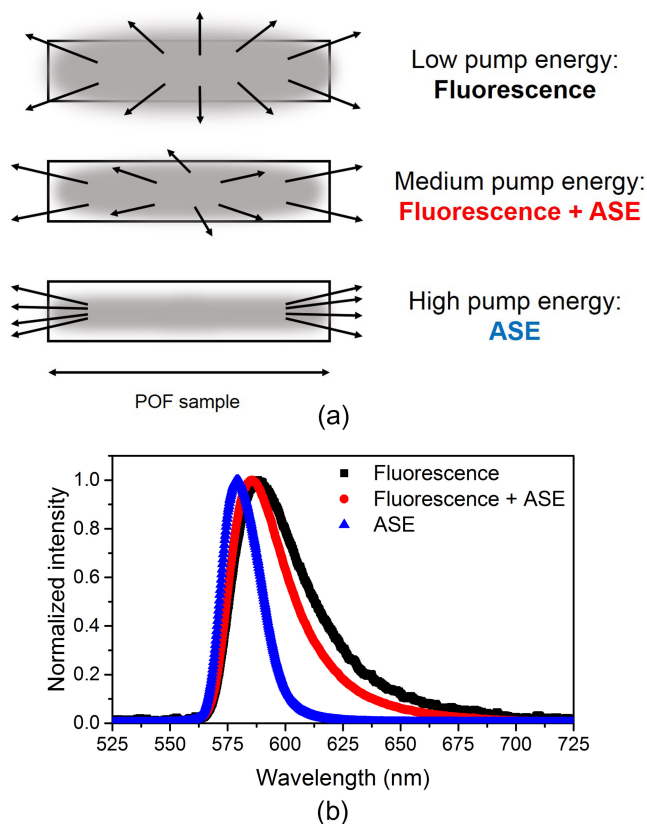 Low pump energy:
Fluorescence
Medium pump energy:
Fluorescence + ASE
High pump energy:
ASE
POF sample
(a)
Fluorescence
Fluorescence + ASE
ASE
Normalized intensity
1.0
0.8
0.6
0.4
0.2
0.0
525 550 575 600 625 650 675 700 725
Wavelength (nm)
(b)